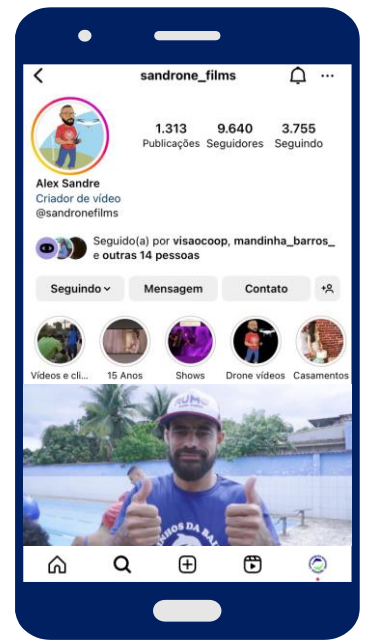 sandrone_films
1.313 9.640 3.755
Publicações Seguidores Seguindo
Alex Sandre
Criador de vídeo
@sandronefilms
Seguido(a) por visaocoop, mandinha_barros_
e outras 14 pessoas
Seguindo Mensagem Contato
Vídeos e cli... 15 Anos Shows Drone vídeos Casamentos
RUMO